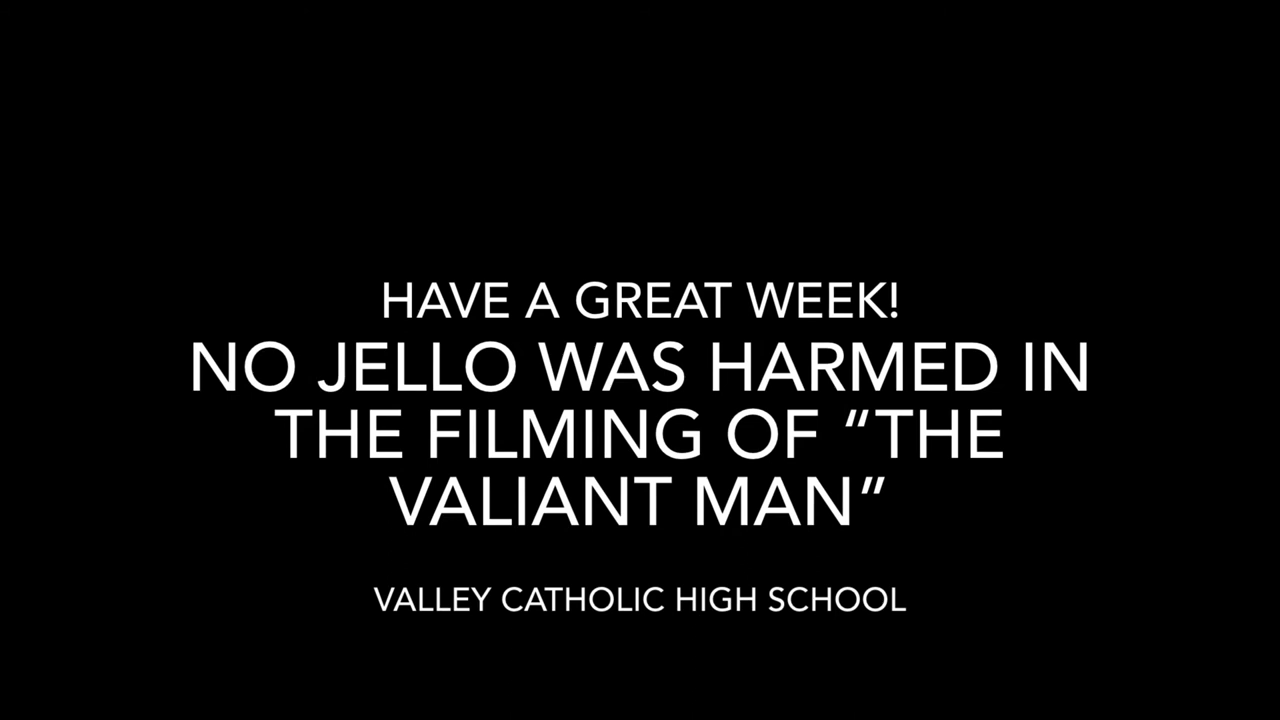 HAVE A GREAT WEEK!
NO JELLO WAS HARMED IN
THE FILMING OF “THE
VALIANT MAN”
VALLEY CATHOLIC HIGH SCHOOL